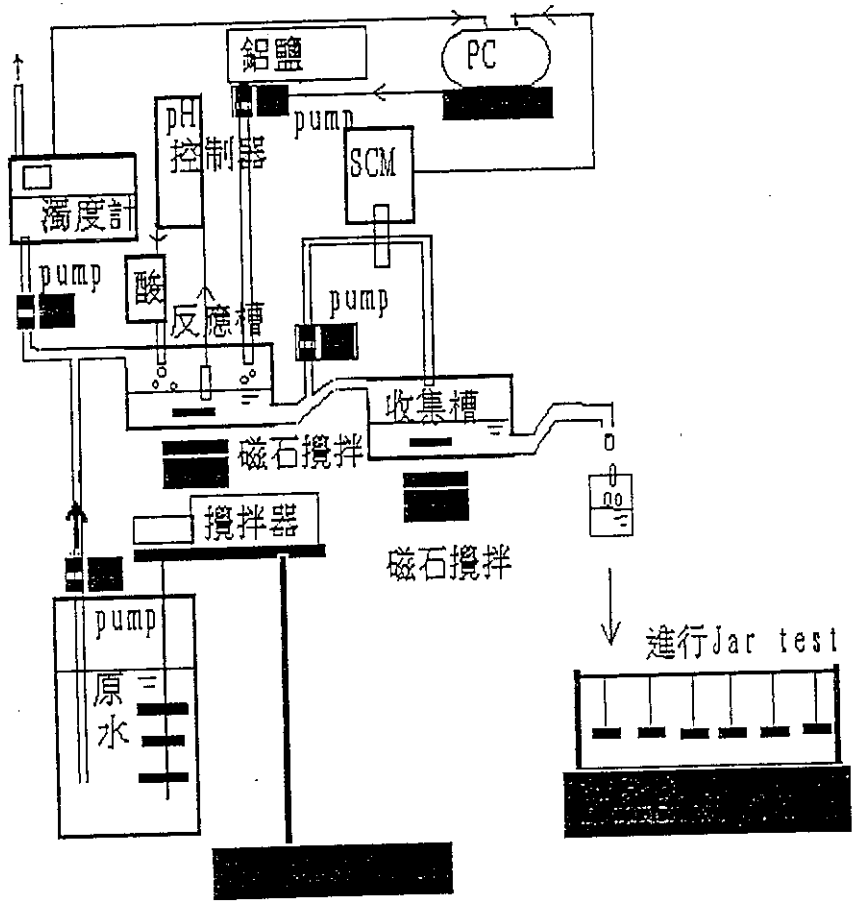 鋁鹽
PC
pH
控制器
pump
SCM
濁度計
酸
pump
pump
反應槽
收集槽
磁石攪拌
攪拌器
磁石攪拌
pump
原水
進行Jar test